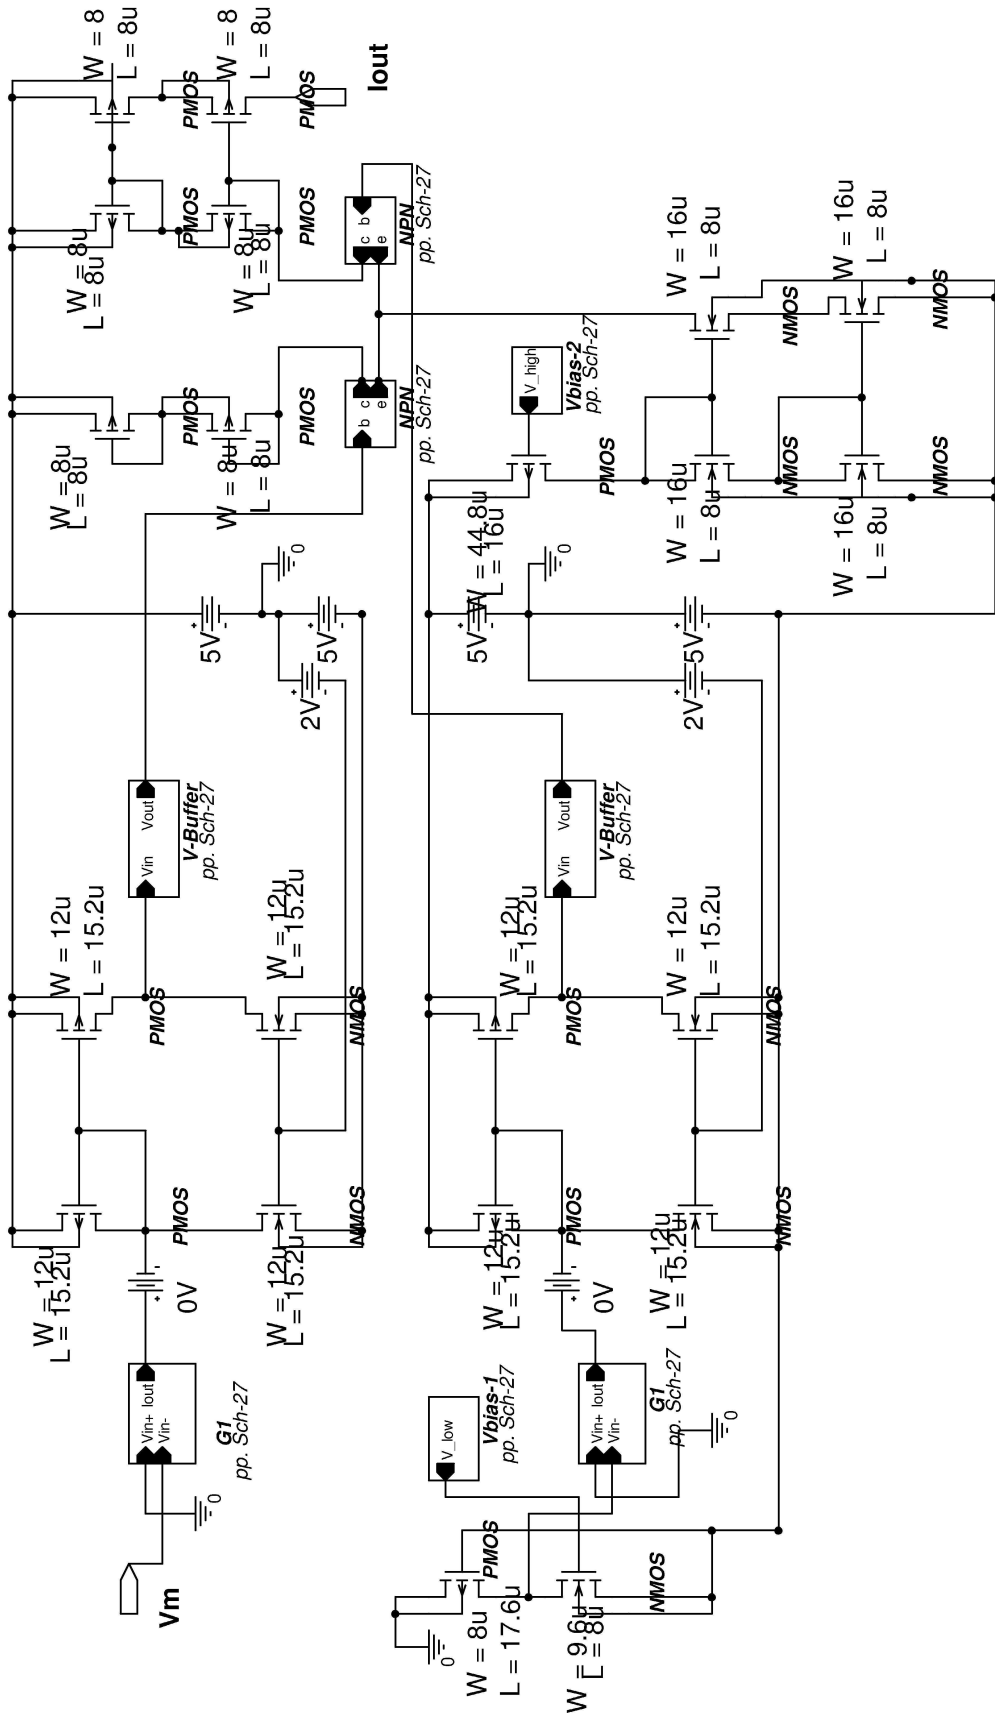 Vm
Vin+
Vin-
Iout
G1
pp. Sch-27
0
0V
W = 12u
L = 15.2u
PMOS
W = 12u
L = 15.2u
NMOS
W = 12u
L = 15.2u
PMOS
W = 12u
L = 15.2u
NMOS
Vin
Vout
V-Buffer
pp. Sch-27
5V
+
-
5V
+
-
2V
+
-
0
W = 8u
L = 8u
PMOS
W = 8u
L = 8u
PMOS
b
c
e
NPN
pp. Sch-27
W = 8u
L = 8u
PMOS
W = 8u
L = 8u
PMOS
b
c
e
NPN
pp. Sch-27
W = 8
L = 8u
PMOS
W = 8
L = 8u
PMOS
Iout
0
W = 8u
L = 17.6u
PMOS
W = 9.6u
L = 8u
NMOS
V_low
Vbias-1
pp. Sch-27
Vin+
Vin-
Iout
G1
pp. Sch-27
0
0V
+
-
W = 12u
L = 15.2u
PMOS
W = 12u
L = 15.2u
NMOS
W = 12u
L = 15.2u
PMOS
W = 12u
L = 15.2u
NMOS
Vin
Vout
V-Buffer
pp. Sch-27
5V
+
-
5V
+
-
2V
+
-
0
W = 44.8u
L = 16u
PMOS
V_high
Vbias-2
pp. Sch-27
W = 16u
L = 8u
NMOS
W = 16u
L = 8u
NMOS
W = 16u
L = 8u
NMOS
W = 16u
L = 8u
NMOS